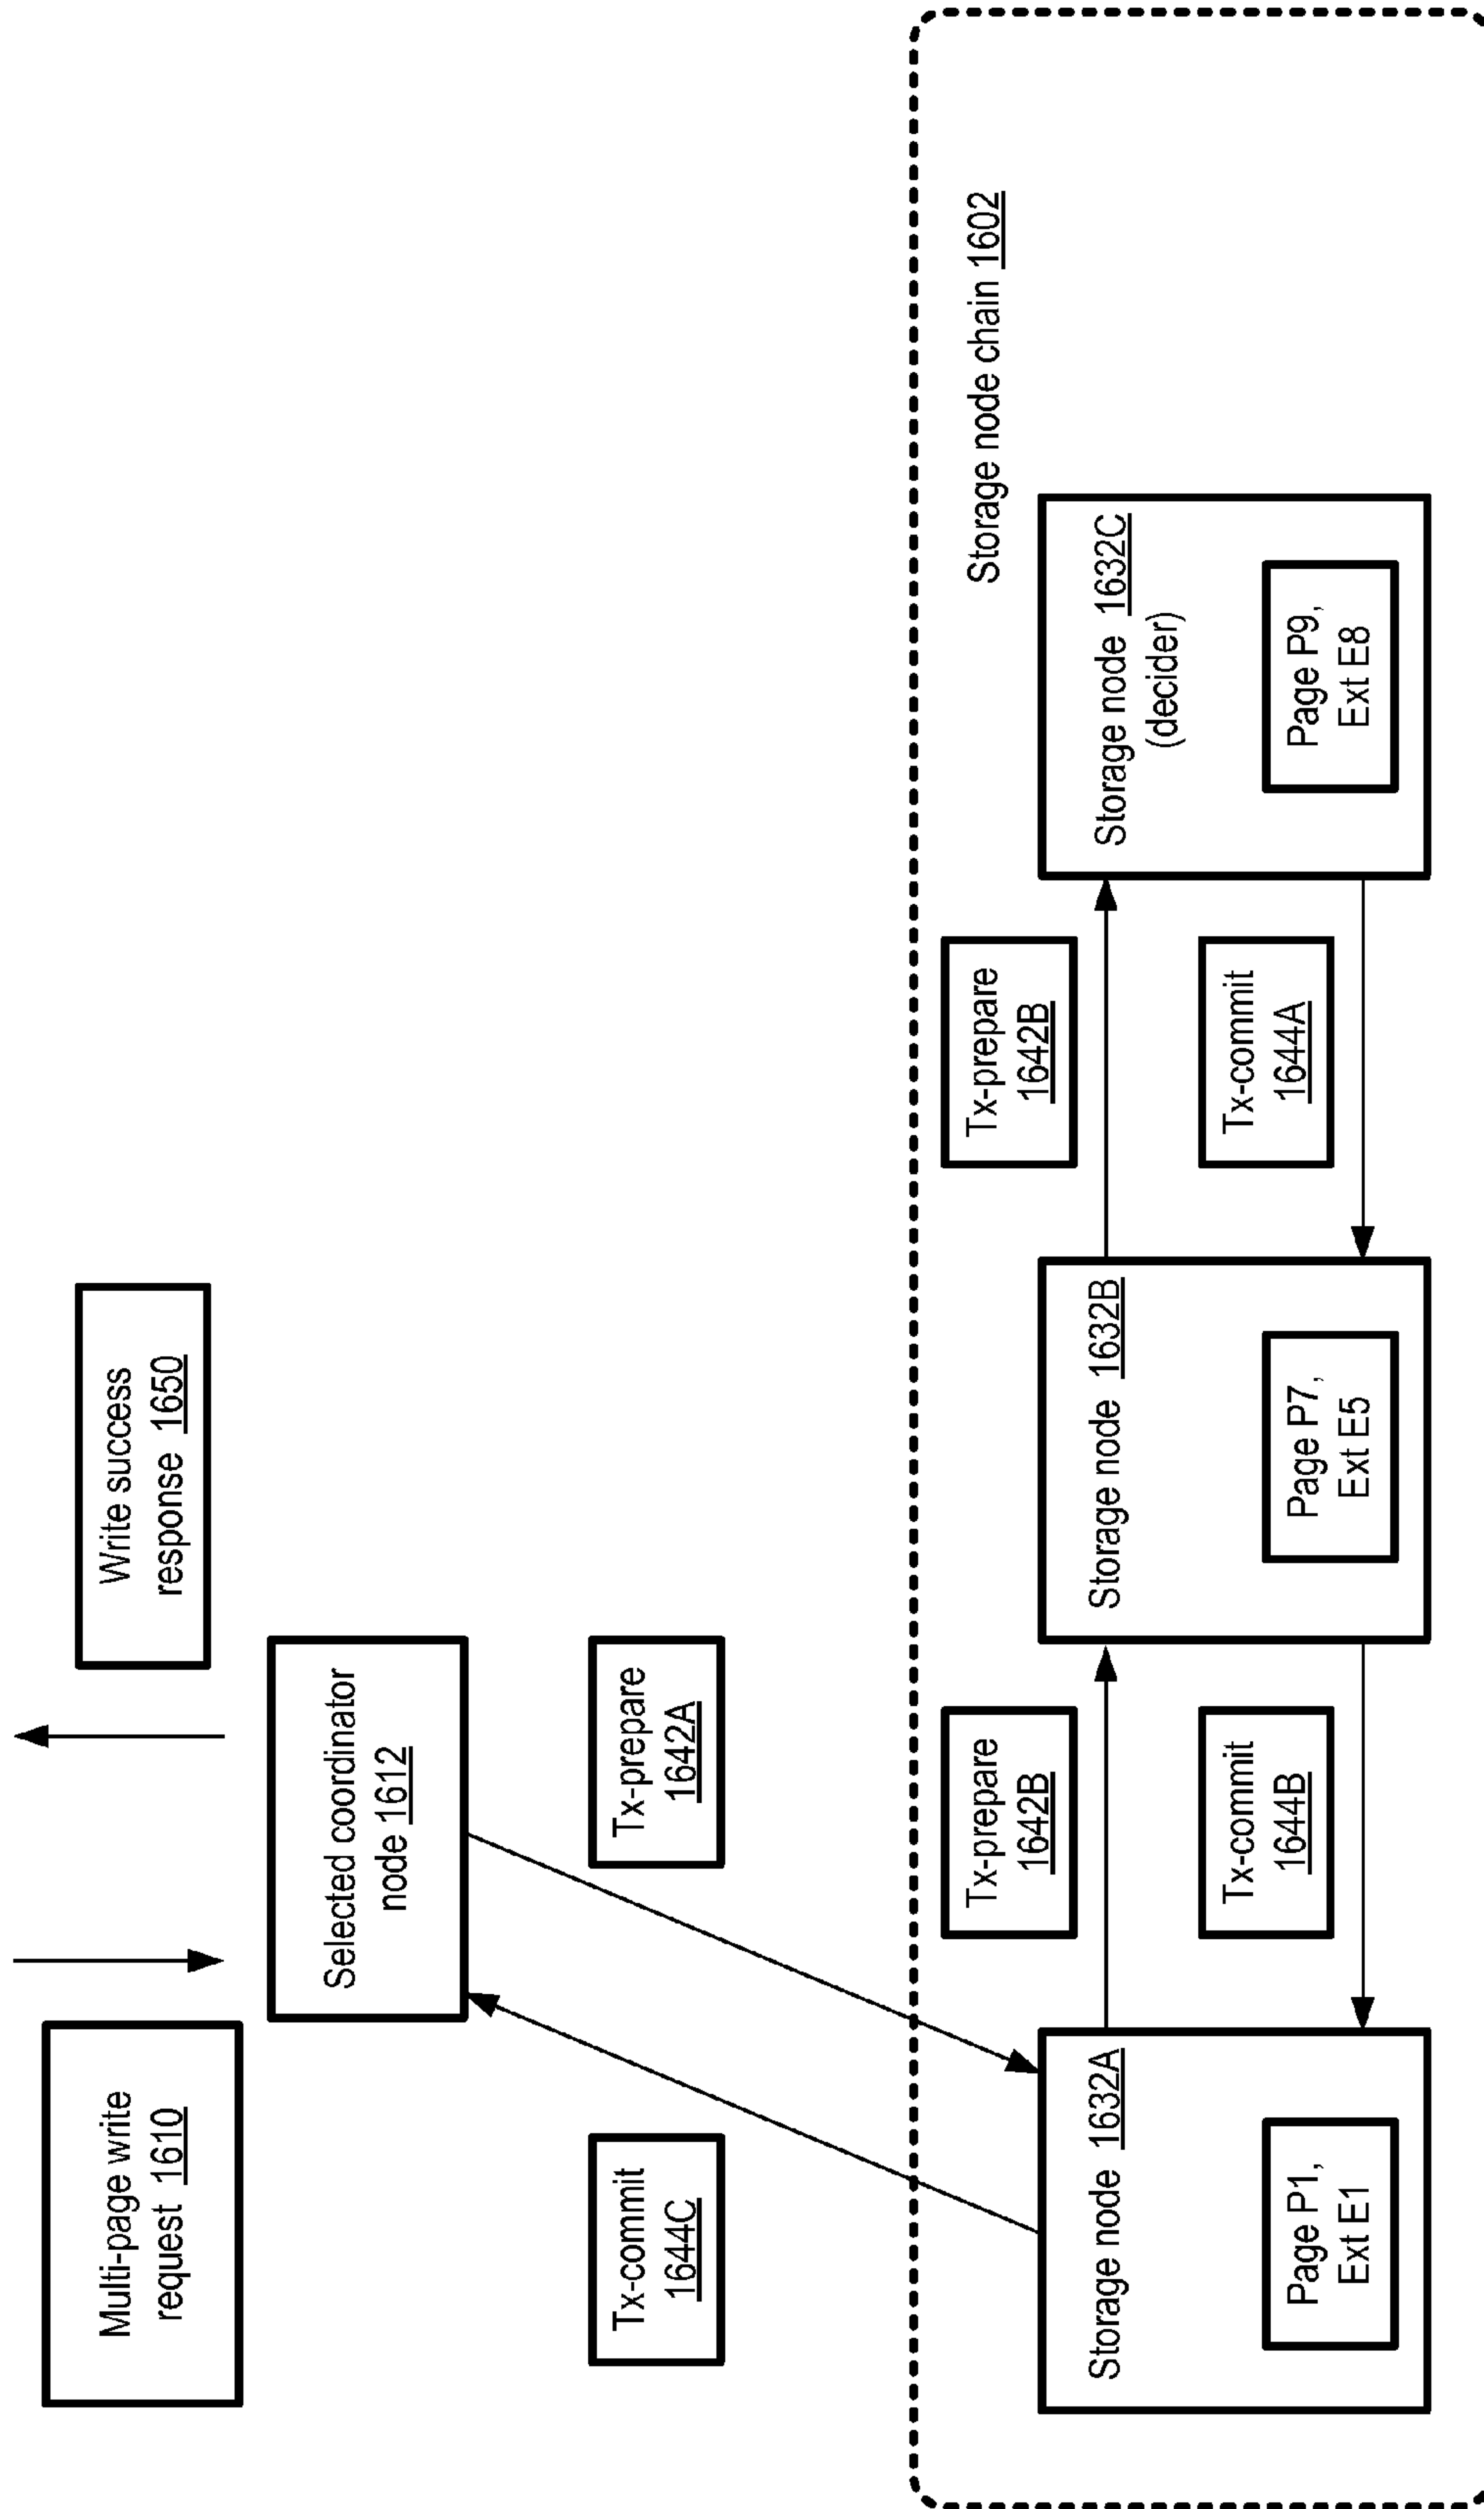 Multi-page write
request 1610
Write success
response 1650
Selected coordinator
node 1612
Tx-commit
1644C
Tx-prepare
1642A
Storage node chain 1602
Tx-prepare
1642B
Tx-prepare
1642B
Storage node 1632A
Page P1,
Ext E1
Storage node 1632B
Page P7,
Ext E5
Storage node 1632C
(decider)
Page P9,
Ext E8
Tx-commit
1644B
Tx-commit
1644A